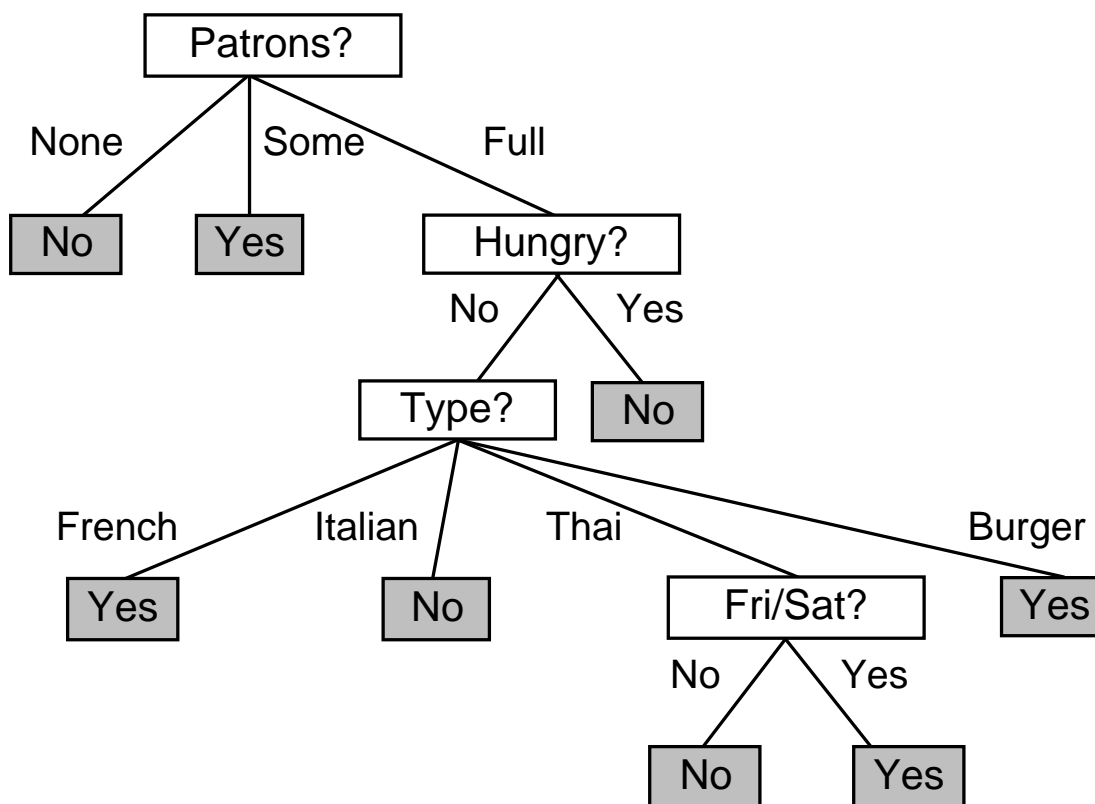 Patrons?
None Some Full
No Yes Hungry?
No Yes
Type? No
French Italian Thai Burger
Yes No Fri/Sat? Yes
No Yes
No Yes